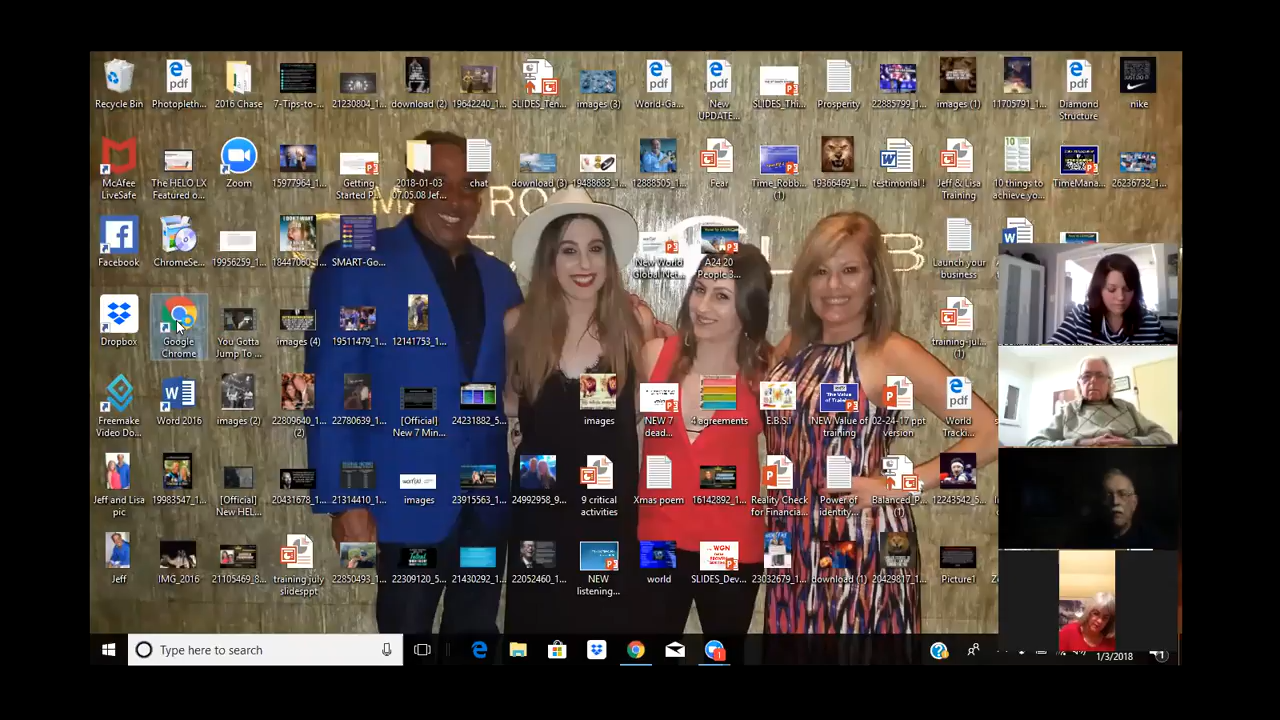 Recycle Bin
Photopleth...
2016 Chase
7-Tips-to-...
21230804_1...
download (2)
19642240_1...
SLIDES_Ten...
images (3)
World-Ga...
New
UPDATE...
SLIDES_Thi...
Prosperity
22885799_1...
images (1)
11705791_1...
Diamond
Structure
nike
McAfee
LiveSafe
The HELO LX
Featured o...
Zoom
15977964_1...
Getting
Started P...
2018-01-03
07.05.08 Jef...
chat
download (3)
19488683_1...
12888505_1...
Fear
Time_Robb...
(1)
19366469_1...
testimonial !
Jeff & Lisa
Training
10 things to
achieve yo...
TimeMana...
26236732_1...
Facebook
ChromeSe...
19956259_1...
18447060_1...
SMART-Go...
New World
Global Net...
A24 20
People 3...
Launch your
business
Dropbox
Google
Chrome
You Gotta
Jump To ...
images (4)
19511479_1...
12141753_1...
training-jul...
(1)
Freemake
Video Do...
Word 2016
images (2)
22809640_1...
(2)
22780639_1...
[Official]
New 7 Min...
24231882_5...
images
NEW 7
dead...
4 agreements
E.B.S.I
NEW Value of
training
02-24-17 ppt
version
World
Tracki...
Jeff and Lisa
pic
19983547_1...
[Official]
New HEL...
20431678_1...
21314410_1...
images
23915563_1...
24992958_9...
9 critical
activities
Xmas poem
16142892_1...
Reality Check
for Financia...
Power of
identity...
Balanced_P...
(1)
12243542_5...
Jeff
IMG_2016
21105469_8...
training july
slidesppt
22850493_1...
22309120_5...
21430292_1...
22052460_1...
NEW
listening...
world
SLIDES_Dev...
23032679_1...
download (1)
20429817_1...
Picture1
Type here to search
1/3/2018